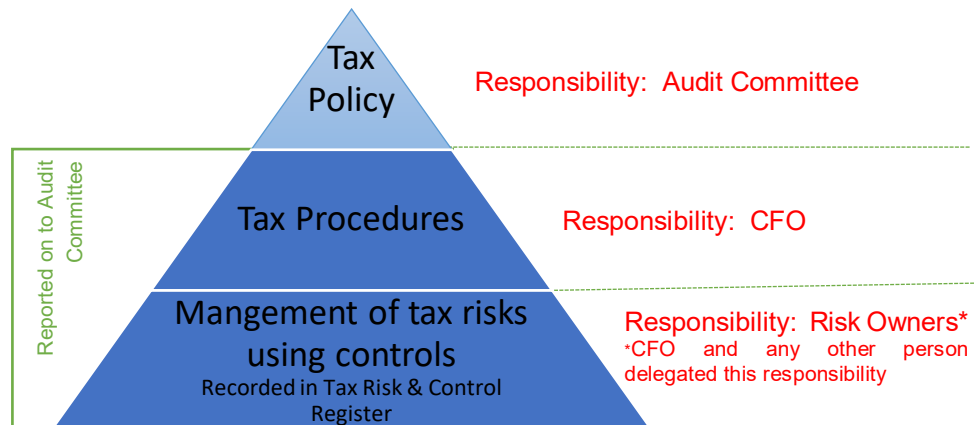 Tax
Policy
Responsibility: Audit Committee
Reported on to Audit
Committee
Tax Procedures
Responsibility: CFO
Mangement of tax risks
using controls
Recorded in Tax Risk & Control
Register
Responsibility: Risk Owners*
*CFO and any other person
delegated this responsibility